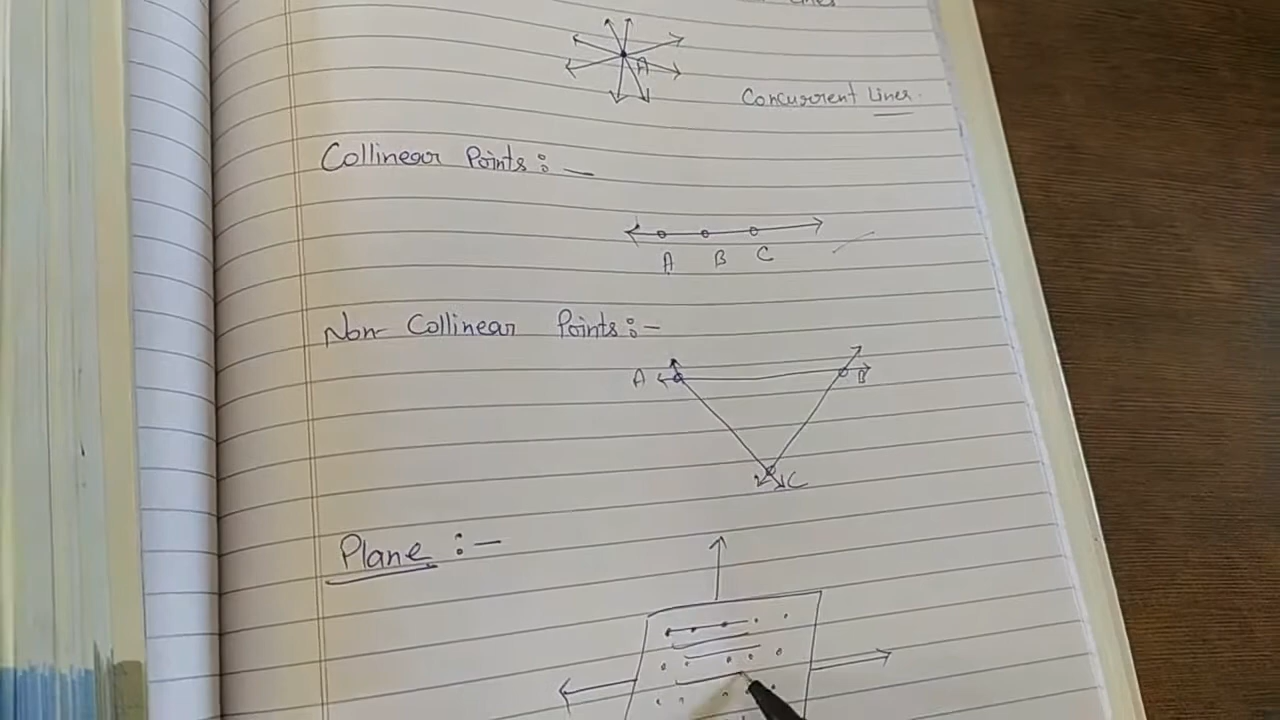 A
Concurrent Lines.
Collinear Points :-
A B C
Non Collinear Points :-
A B
C
Plane :-